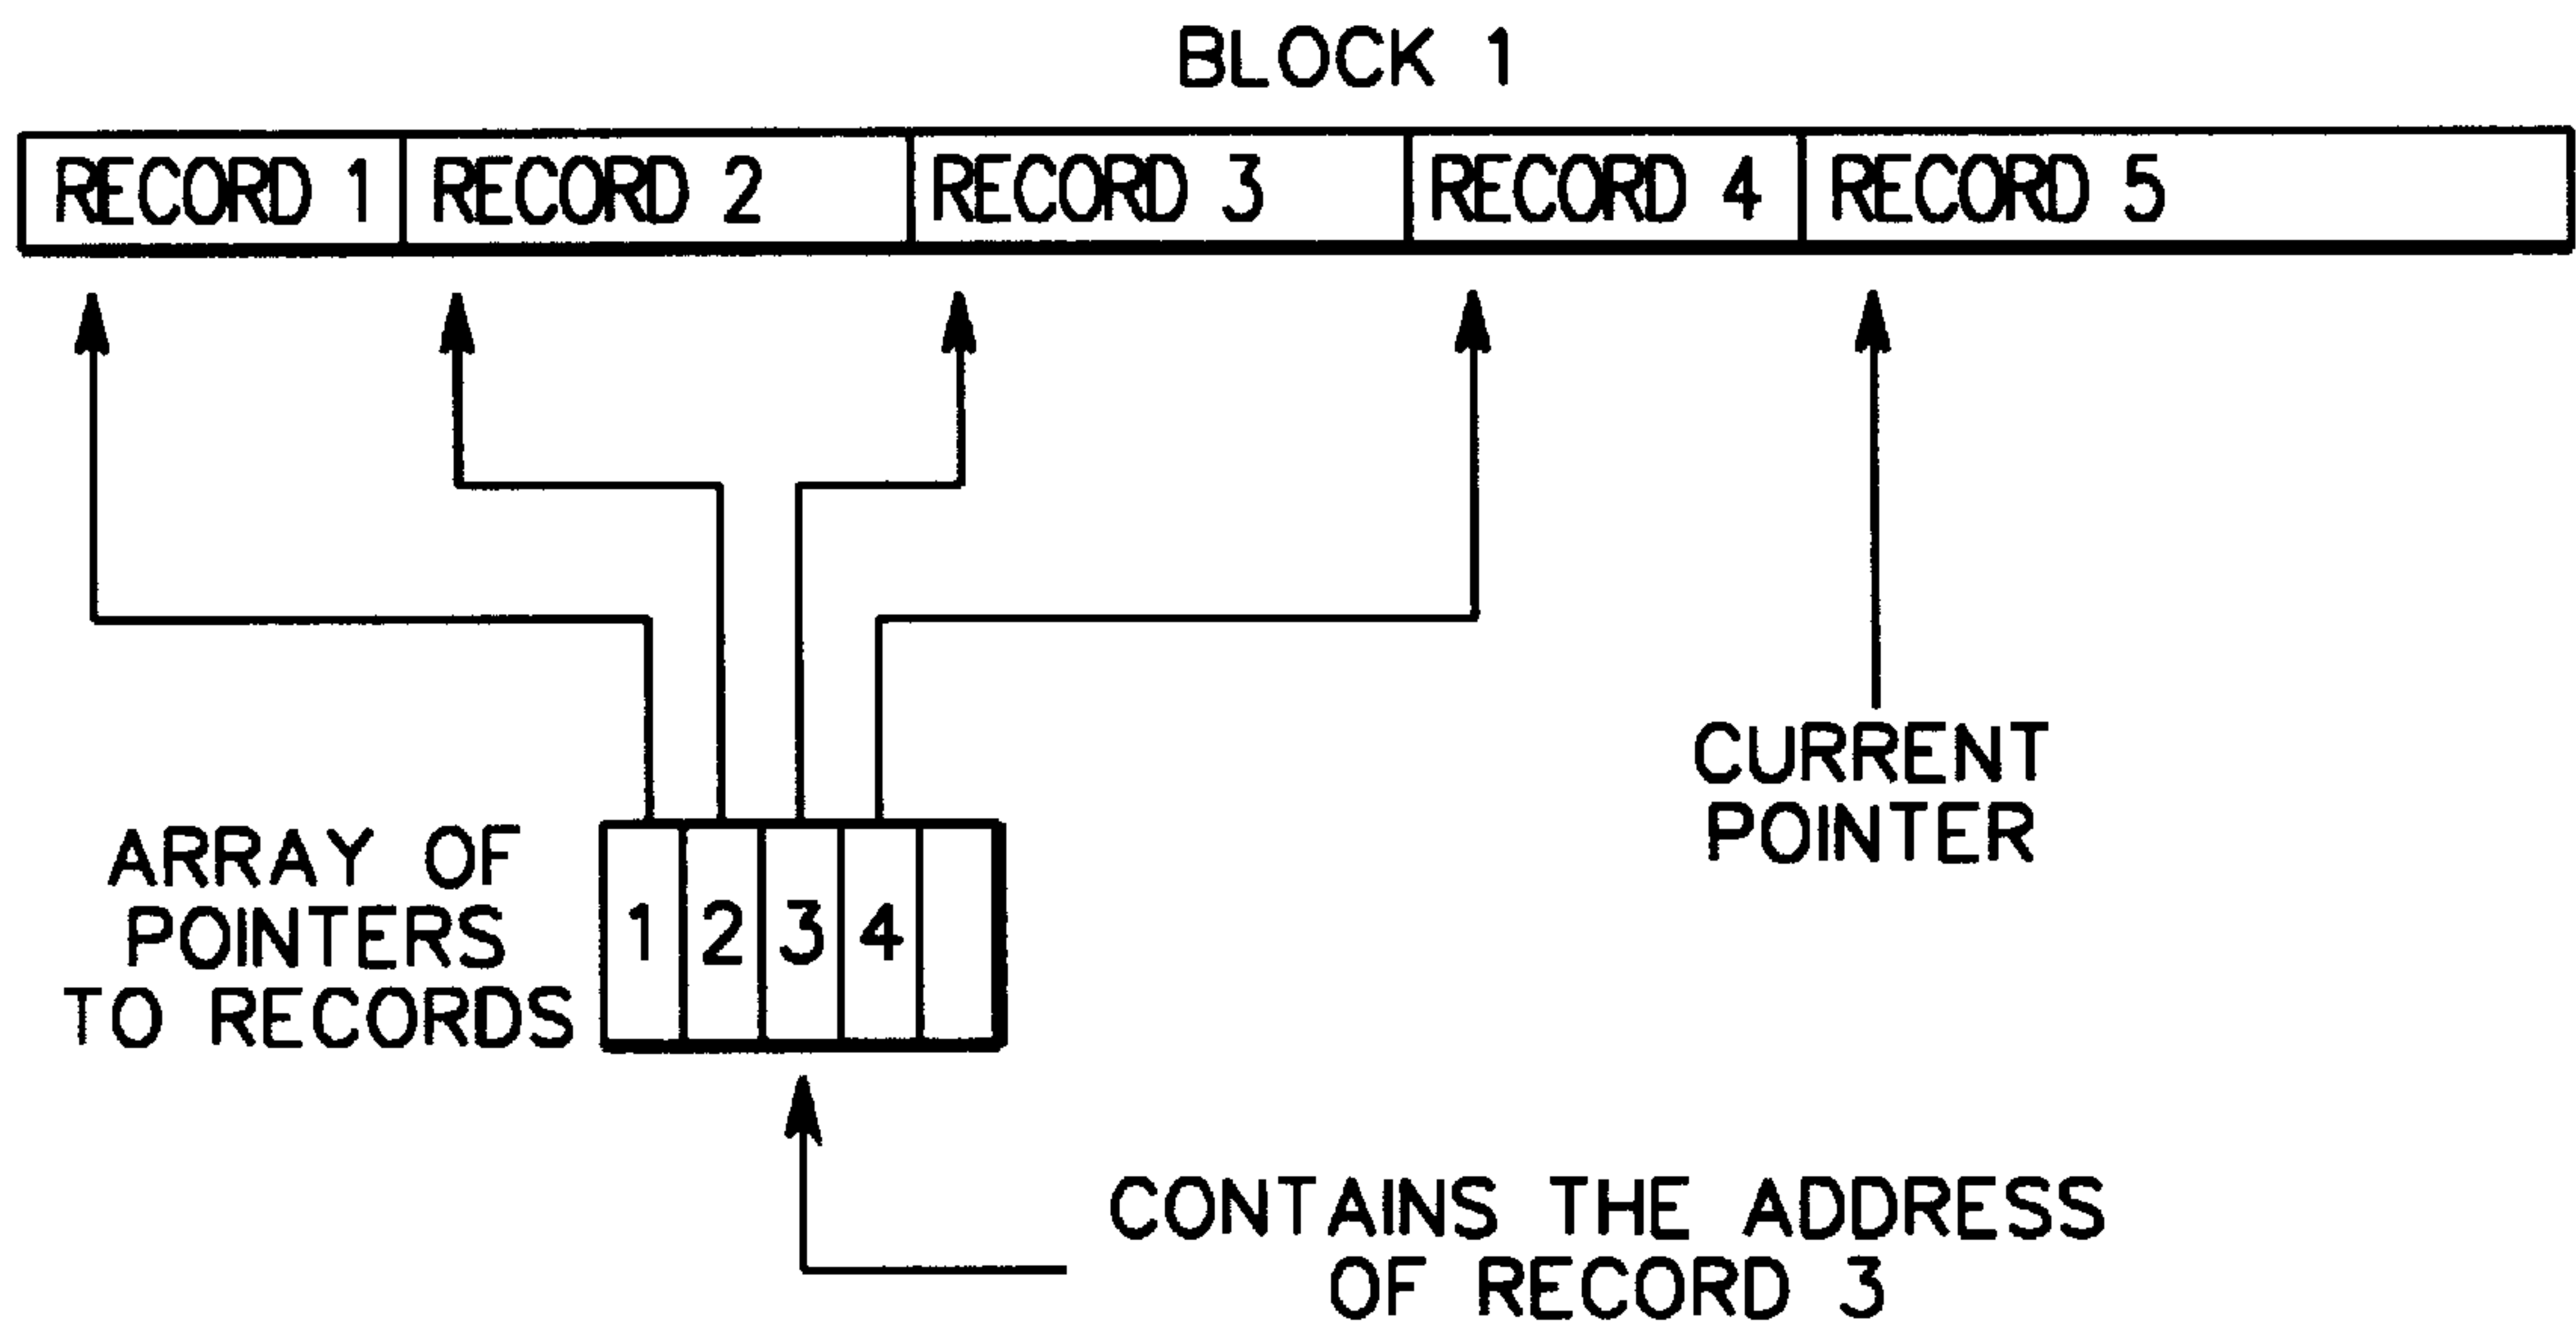 BLOCK 1
RECORD 1 RECORD 2 RECORD 3 RECORD 4 RECORD 5
CURRENT
POINTER
ARRAY OF
POINTERS
TO RECORDS
1 2 3 4
CONTAINS THE ADDRESS
OF RECORD 3